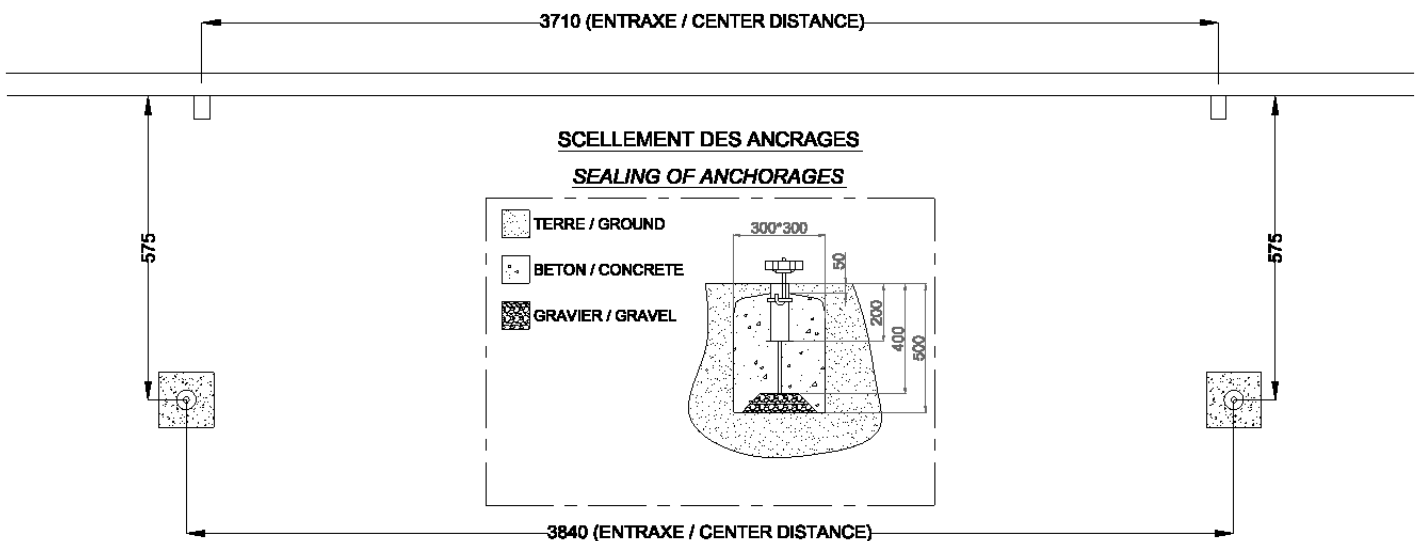 3710 (ENTRAXE / CENTER DISTANCE)
SCELLEMENT DES ANCRAGES
SEALING OF ANCHORAGES
575
575
TERRE / GROUND
BETON / CONCRETE
GRAVIER / GRAVEL
300*300
50
200
400
500
3840 (ENTRAXE / CENTER DISTANCE)